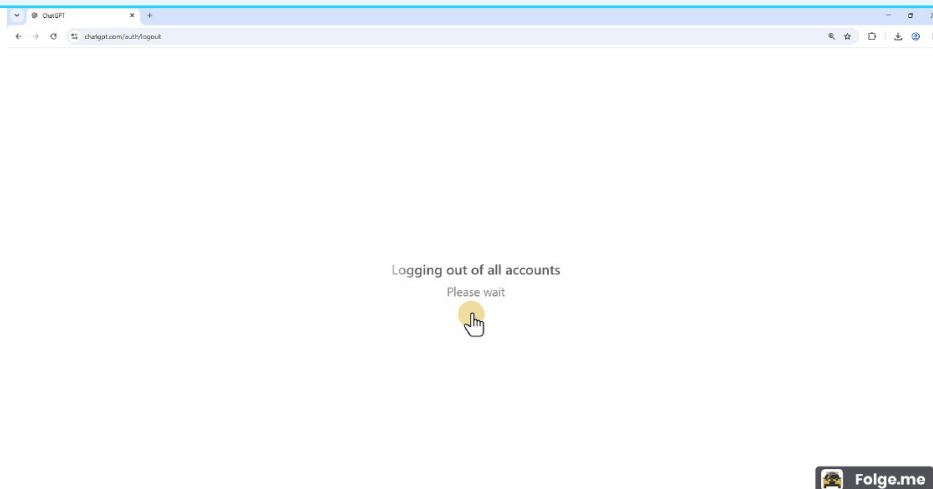 ChatGPT
chatgpt.com/auth/logout
Logging out of all accounts
Please wait
Folge.me